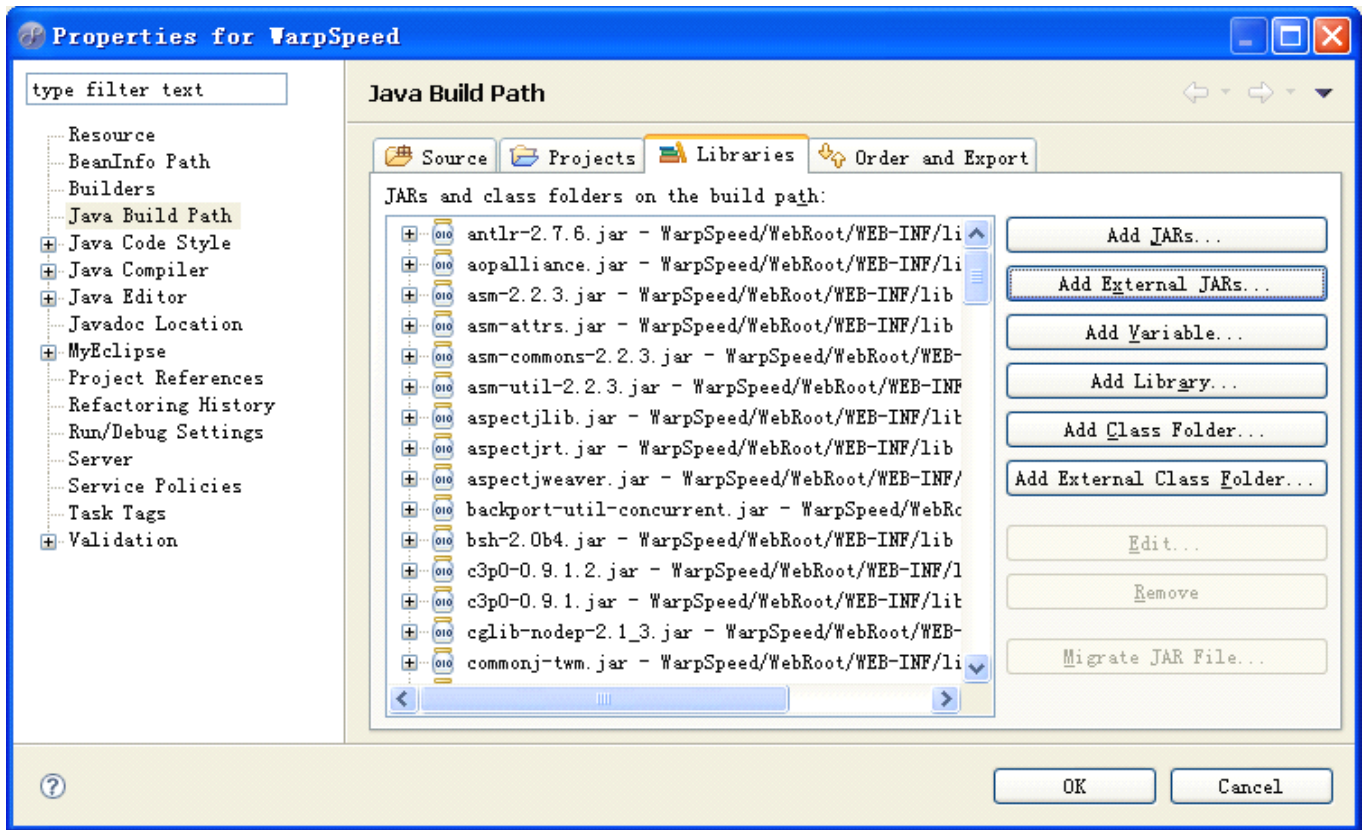 Properties for WarpSpeed
type filter text
Resource
BeanInfo Path
Builders
Java Build Path
Java Code Style
Java Compiler
Java Editor
Javadoc Location
MyEclipse
Project References
Refactoring History
Run/Debug Settings
Server
Service Policies
Task Tags
Validation
Java Build Path
Source Projects Libraries Order and Export
JARs and class folders on the build path:
antlr-2.7.6.jar - WarpSpeed/WebRoot/WEB-INF/li
aopalliance.jar - WarpSpeed/WebRoot/WEB-INF/li
asm-2.2.3.jar - WarpSpeed/WebRoot/WEB-INF/lib
asm-attrs.jar - WarpSpeed/WebRoot/WEB-INF/lib
asm-commons-2.2.3.jar - WarpSpeed/WebRoot/WEB-
asm-util-2.2.3.jar - WarpSpeed/WebRoot/WEB-INF
aspectjlib.jar - WarpSpeed/WebRoot/WEB-INF/lib
aspectjrt.jar - WarpSpeed/WebRoot/WEB-INF/lib
aspectjweaver.jar - WarpSpeed/WebRoot/WEB-INF/
backport-util-concurrent.jar - WarpSpeed/WebRo
bsh-2.0b4.jar - WarpSpeed/WebRoot/WEB-INF/lib
c3p0-0.9.1.2.jar - WarpSpeed/WebRoot/WEB-INF/l
c3p0-0.9.1.jar - WarpSpeed/WebRoot/WEB-INF/lib
cglib-nodep-2.1_3.jar - WarpSpeed/WebRoot/WEB-
commonj-twm.jar - WarpSpeed/WebRoot/WEB-INF/li
Add JARs...
Add External JARs...
Add Variable...
Add Library...
Add Class Folder...
Add External Class Folder...
Edit...
Remove
Migrate JAR File...
OK Cancel